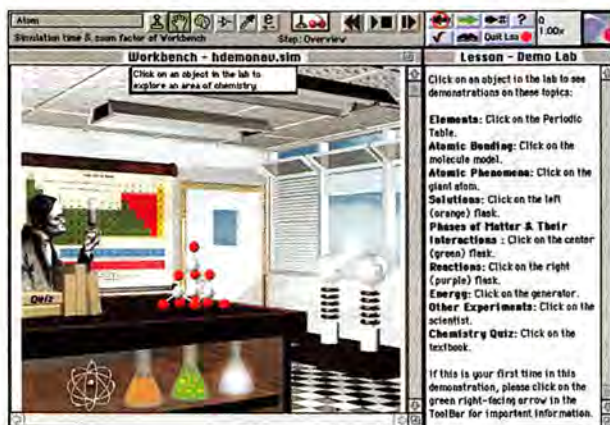 Atoms
Simulation time & zoom factor of Workbench
Step: Overview
?
Quit Lab
0
1.00x
Workbench - hdemonav.sim
Lesson - Demo Lab
Click on an object in the lab to
explore an area of chemistry
Quiz
Click on an object in the lab to see
demonstrations on these topics:
Elements: Click on the Periodic
Table.
Atomic Bonding: Click on the
molecule model.
Atomic Phenomena: Click on the
giant atom.
Solutions: Click on the left
(orange) flask.
Phases of Matter & Their
Interactions : Click on the center
(green) flask.
Reactions: Click on the right
(purple) flask.
Energy: Click on the generator.
Other Experiments: Click on the
scientist.
Chemistry Quiz: Click on the
textbook.
If this is your first time in this
demonstration, please click on the
green right-facing arrow in the
ToolBar for important information.